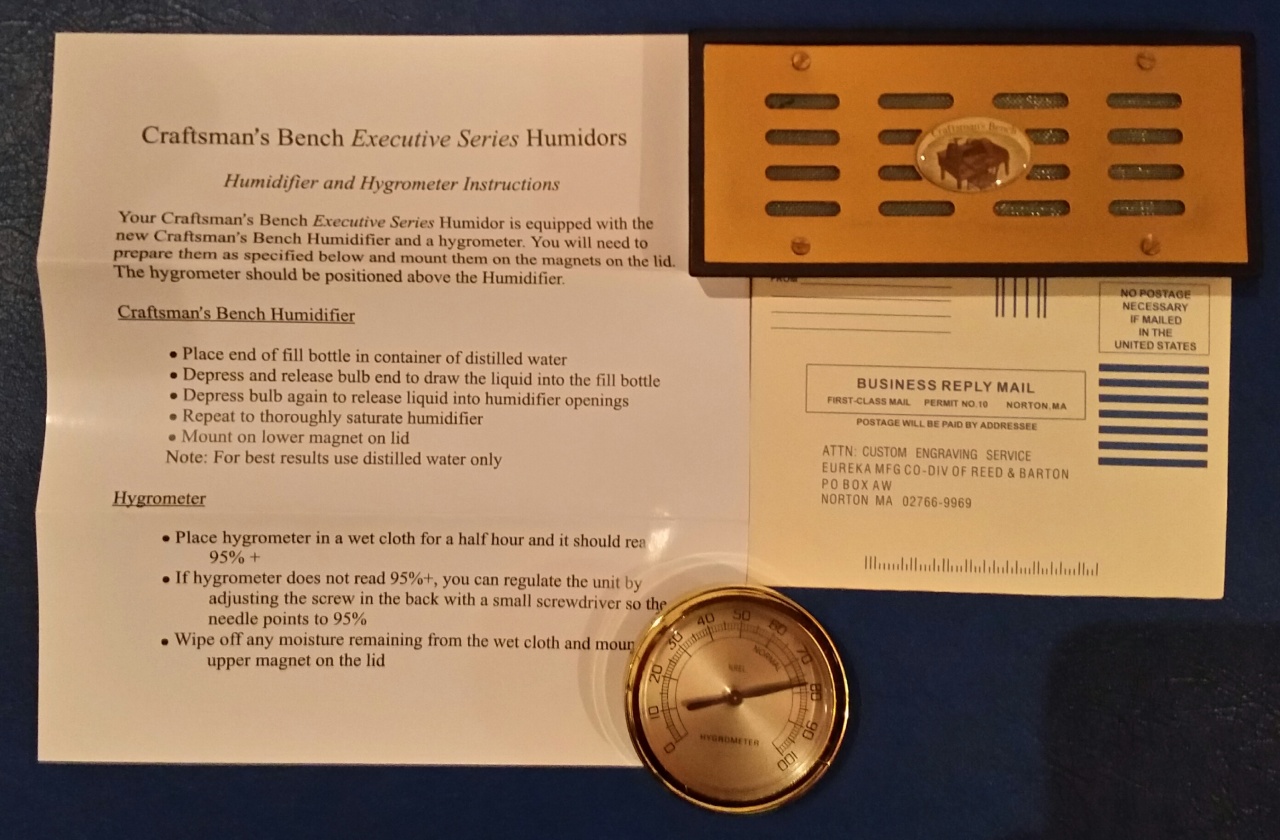 Craftsman's Bench Executive Series Humidors
Humidifier and Hygrometer Instructions
Your Craftsman's Bench Executive Series Humidor is equipped with the
new Craftsman's Bench Humidifier and a hygrometer. You will need to
prepare them as specified below and mount them on the magnets on the lid.
The hygrometer should be positioned above the Humidifier.
Craftsman's Bench Humidifier
• Place end of fill bottle in container of distilled water
• Depress and release bulb end to draw the liquid into the fill bottle
• Depress bulb again to release liquid into humidifier openings
• Repeat to thoroughly saturate humidifier
• Mount on lower magnet on lid
Note: For best results use distilled water only
Hygrometer
• Place hygrometer in a wet cloth for a half hour and it should rea
95% +
• If hygrometer does not read 95%+, you can regulate the unit by
adjusting the screw in the back with a small screwdriver so the
needle points to 95%
• Wipe off any moisture remaining from the wet cloth and moun
upper magnet on the lid
Craftsman's Bench
FROM
NO POSTAGE
NECESSARY
IF MAILED
IN THE
UNITED STATES
BUSINESS REPLY MAIL
FIRST-CLASS MAIL PERMIT NO.10 NORTON, MA
POSTAGE WILL BE PAID BY ADDRESSEE
ATTN: CUSTOM ENGRAVING SERVICE
EUREKA MFG CO-DIV OF REED & BARTON
PO BOX AW
NORTON MA 02766-9969
0 10 20 30 40 50 60 70 80 90 100
NORMAL
HYGROMETER